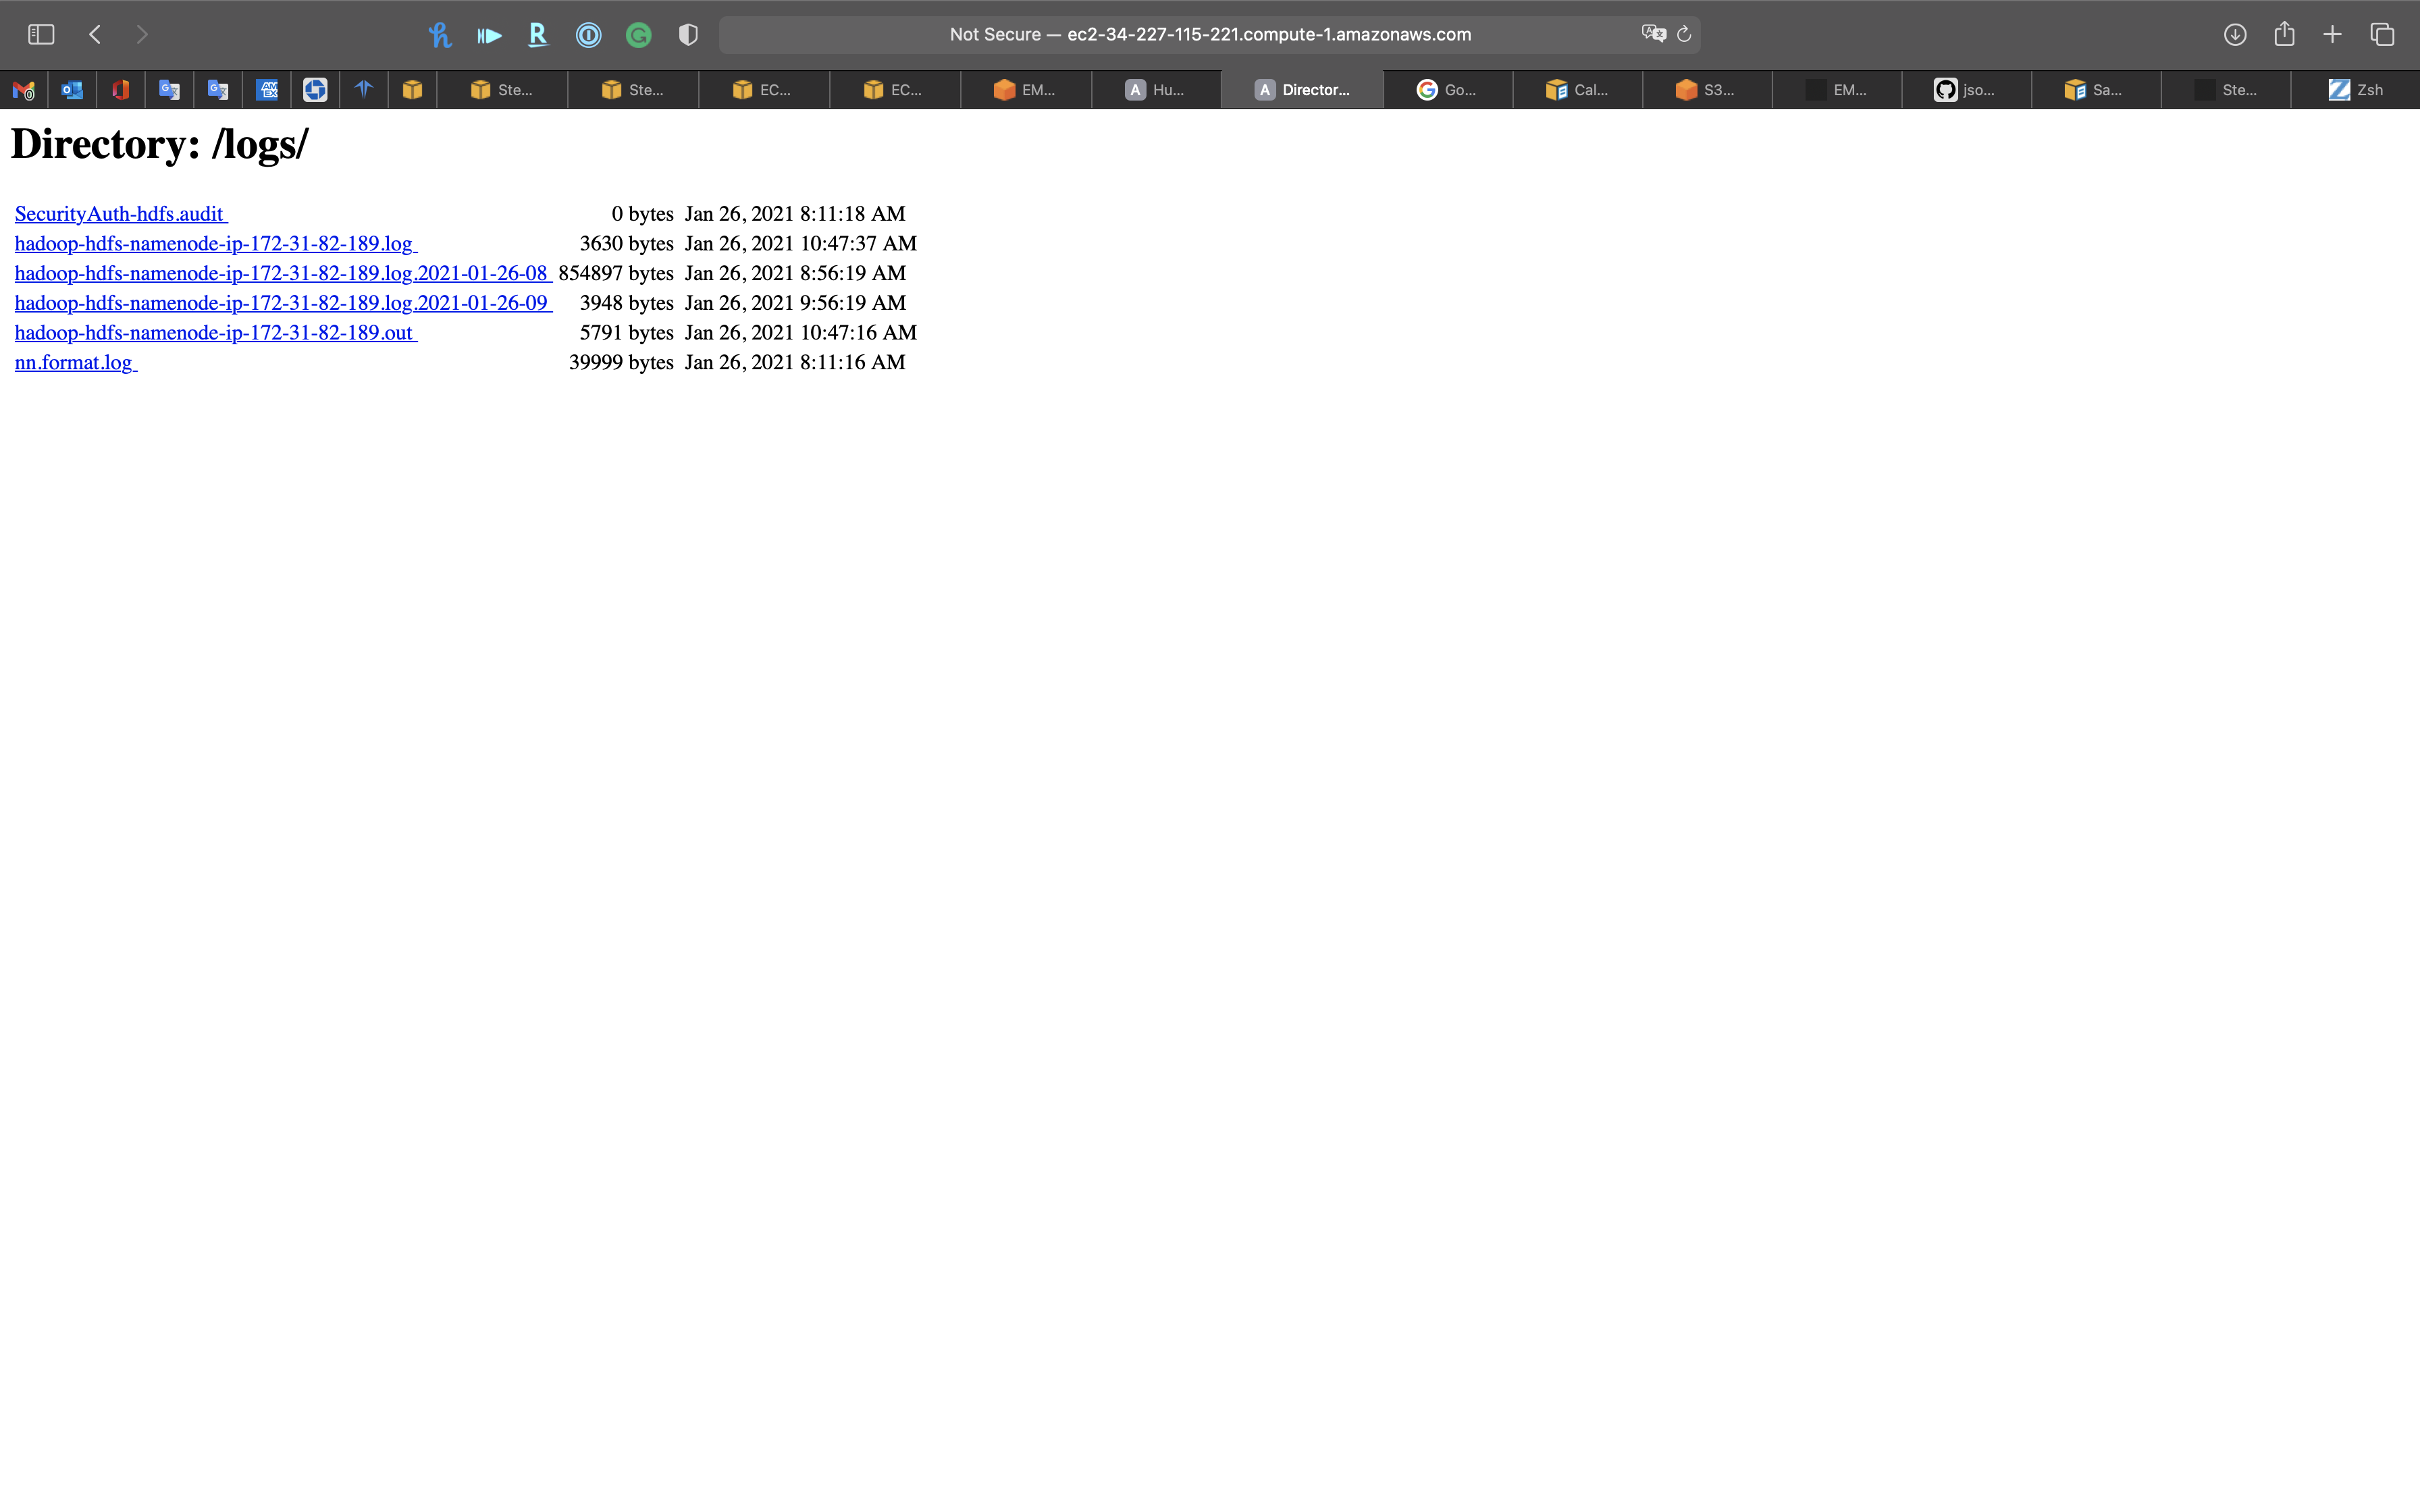 Not Secure — ec2-34-227-115-221.compute-1.amazonaws.com
Ste... Ste... EC... EC... EM... A Hu... A Director... Go... Cal... S3... EM... jso... Sa... Ste... Zsh
Directory: /logs/
SecurityAuth-hdfs.audit 0 bytes Jan 26, 2021 8:11:18 AM
hadoop-hdfs-namenode-ip-172-31-82-189.log 3630 bytes Jan 26, 2021 10:47:37 AM
hadoop-hdfs-namenode-ip-172-31-82-189.log.2021-01-26-08 854897 bytes Jan 26, 2021 8:56:19 AM
hadoop-hdfs-namenode-ip-172-31-82-189.log.2021-01-26-09 3948 bytes Jan 26, 2021 9:56:19 AM
hadoop-hdfs-namenode-ip-172-31-82-189.out 5791 bytes Jan 26, 2021 10:47:16 AM
nn.format.log 39999 bytes Jan 26, 2021 8:11:16 AM